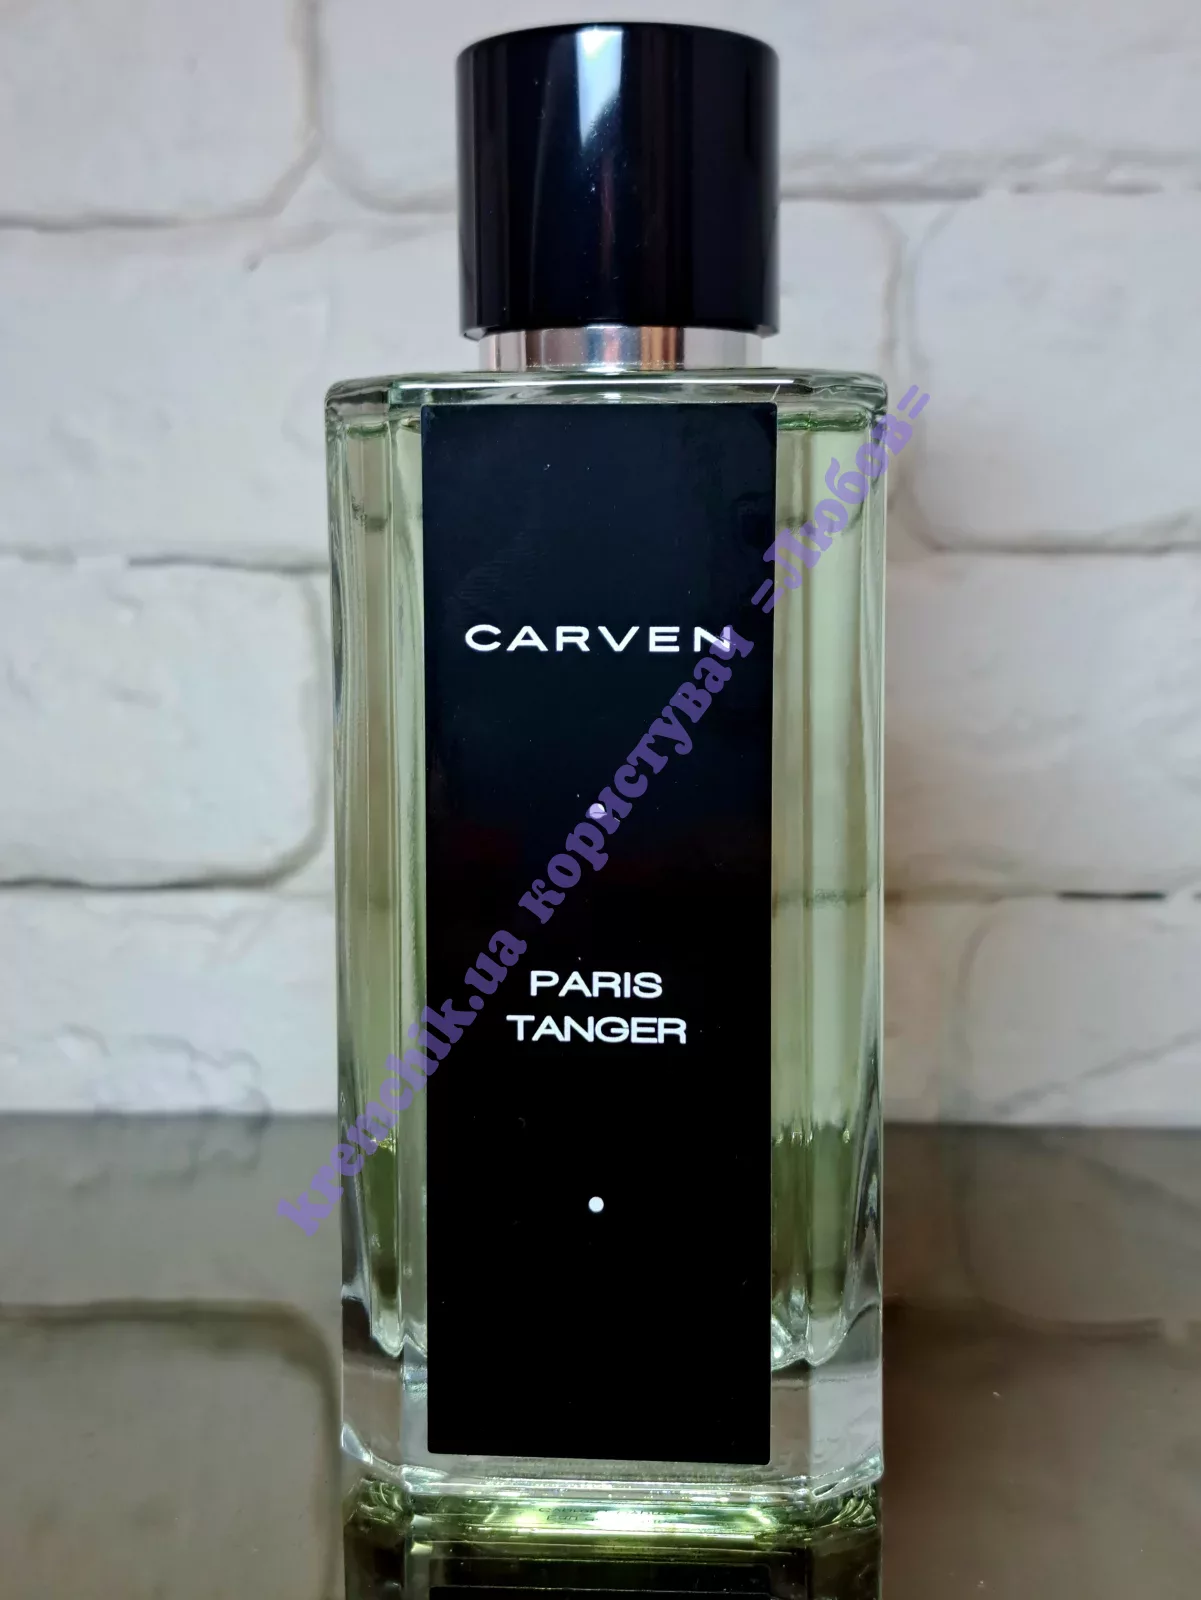 CARVEN
PARIS
TANGER
kremchik.ua користувач =Любов=